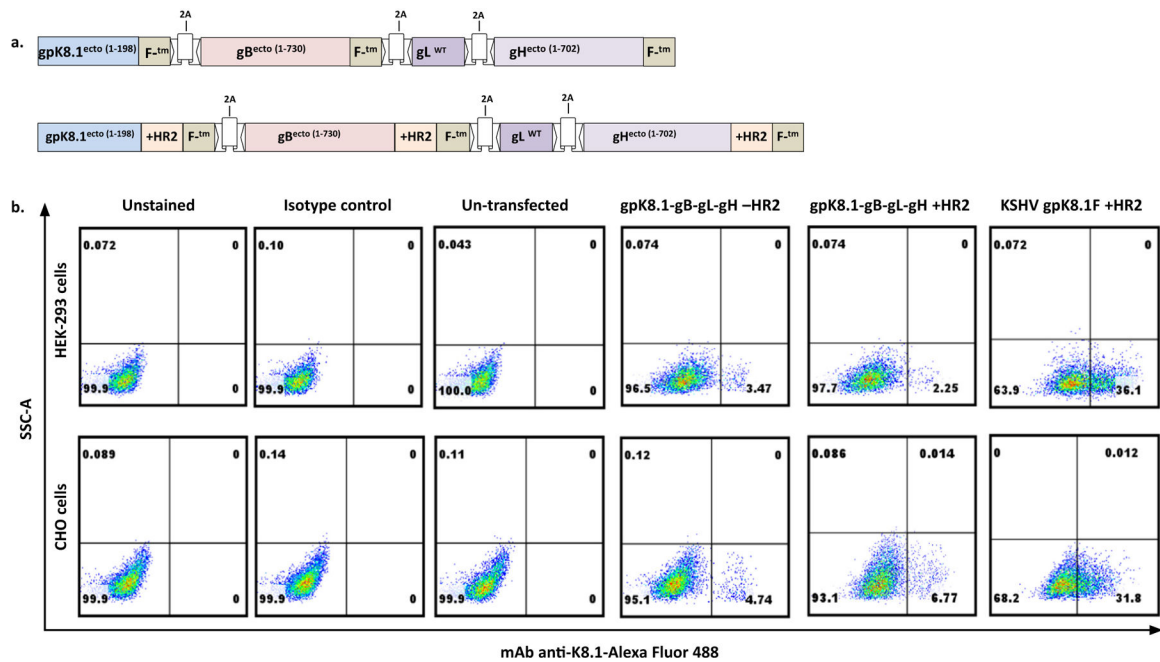 2A 2A 2A
a.
gpK8.1ecto (1-198) F-tm gBecto (1-730) F-tm gL WT gHecto (1-702) F-tm
2A 2A 2A
gpK8.1ecto (1-198) +HR2 F-tm gBecto (1-730) +HR2 F-tm gL WT gHecto (1-702) +HR2 F-tm
b.
Unstained Isotype control Un-transfected gpK8.1-gB-gL-gH –HR2 gpK8.1-gB-gL-gH +HR2 KSHV gpK8.1F +HR2
HEK-293 cells
0.072 0 0.10 0 0.043 0 0.074 0 0.074 0 0.072 0
99.9 0 99.9 0 100.0 0 96.5 3.47 97.7 2.25 63.9 36.1
SSC-A
CHO cells
0.089 0 0.14 0 0.11 0 0.12 0 0.086 0.014 0 0.012
99.9 0 99.9 0 99.9 0 95.1 4.74 93.1 6.77 68.2 31.8
mAb anti-K8.1-Alexa Fluor 488